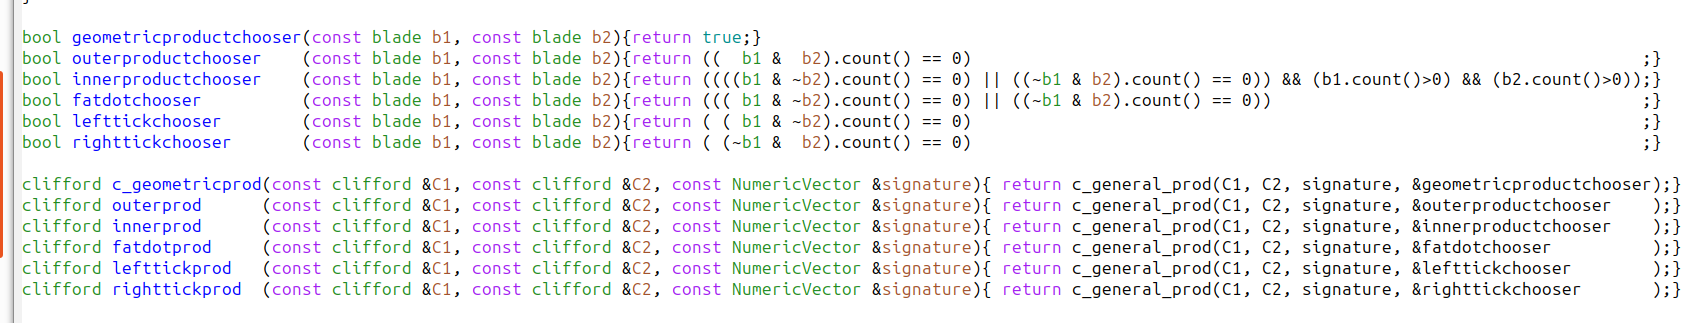 bool geometricproductchooser(const blade b1, const blade b2){return true;}
bool outerproductchooser    (const blade b1, const blade b2){return ((  b1 &  b2).count() == 0)                                                                   ;}
bool innerproductchooser    (const blade b1, const blade b2){return ((((b1 & ~b2).count() == 0) || ((~b1 & b2).count() == 0)) && (b1.count()>0) && (b2.count()>0));}
bool fatdotchooser          (const blade b1, const blade b2){return ((( b1 & ~b2).count() == 0) || ((~b1 & b2).count() == 0))                                     ;}
bool lefttickchooser        (const blade b1, const blade b2){return ( ( b1 & ~b2).count() == 0)                                                                   ;}
bool righttickchooser       (const blade b1, const blade b2){return ( (~b1 &  b2).count() == 0)                                                                   ;}
clifford c_geometricprod(const clifford &C1, const clifford &C2, const NumericVector &signature){ return c_general_prod(C1, C2, signature, &geometricproductchooser);}
clifford outerprod      (const clifford &C1, const clifford &C2, const NumericVector &signature){ return c_general_prod(C1, C2, signature, &outerproductchooser    );}
clifford innerprod      (const clifford &C1, const clifford &C2, const NumericVector &signature){ return c_general_prod(C1, C2, signature, &innerproductchooser    );}
clifford fatdotprod     (const clifford &C1, const clifford &C2, const NumericVector &signature){ return c_general_prod(C1, C2, signature, &fatdotchooser          );}
clifford lefttickprod   (const clifford &C1, const clifford &C2, const NumericVector &signature){ return c_general_prod(C1, C2, signature, &lefttickchooser        );}
clifford righttickprod  (const clifford &C1, const clifford &C2, const NumericVector &signature){ return c_general_prod(C1, C2, signature, &righttickchooser       );}